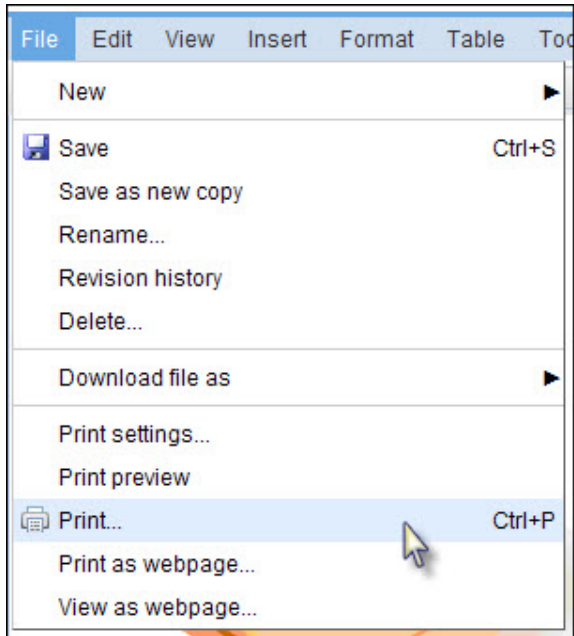 File Edit View Insert Format Table
New
Save Ctrl+S
Save as new copy
Rename...
Revision history
Delete...
Download file as
Print settings...
Print preview
Print... Ctrl+P
Print as webpage...
View as webpage...